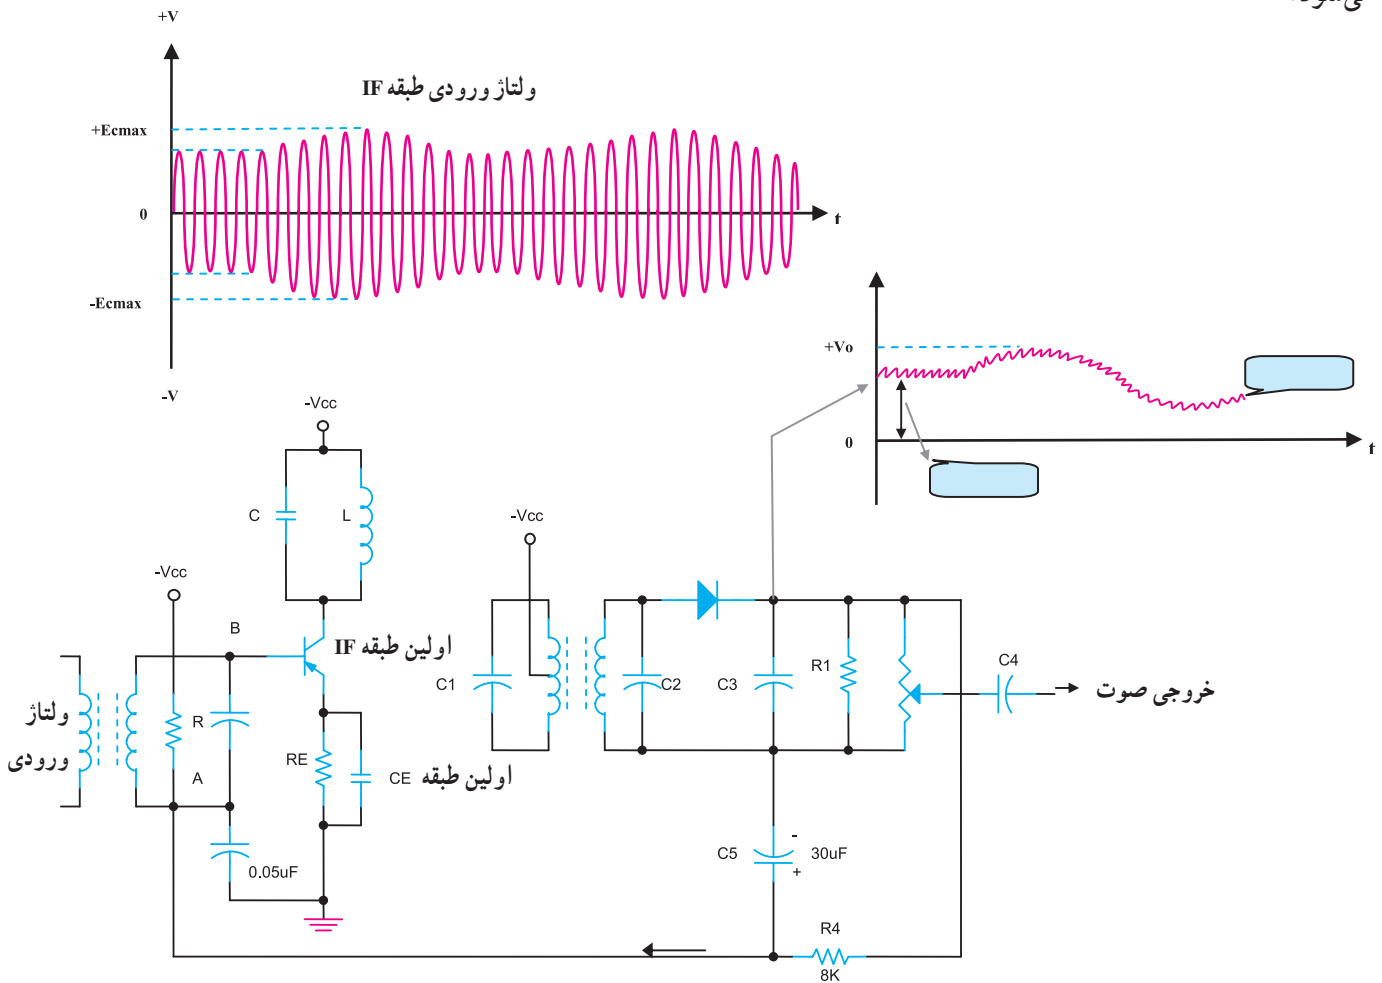 +V
ولتاژ ورودی طبقه IF
+Ecmax
0
t
-Ecmax
-V
+Vo
0
t
-Vcc
C
L
-Vcc
-Vcc
B
اولین طبقه IF
R
A
RE
CE
اولین طبقه
ولتاژ
ورودی
0.05uF
C1
C2
C3
R1
C4
خروجی صوت
C5
-
30uF
+
R4
8K